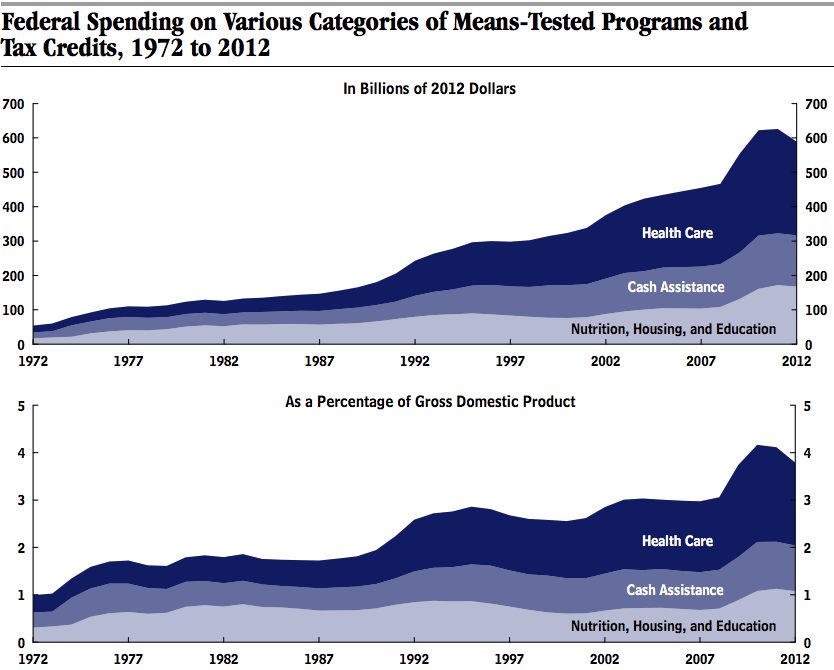 Federal Spending on Various Categories of Means-Tested Programs and
Tax Credits, 1972 to 2012
In Billions of 2012 Dollars
700 700
600 600
500 500
400 400
300 300
Health Care
200 200
Cash Assistance
100 100
Nutrition, Housing, and Education
0 0
1972 1977 1982 1987 1992 1997 2002 2007 2012
As a Percentage of Gross Domestic Product
5 5
4 4
3 3
Health Care
2 2
Cash Assistance
1 1
Nutrition, Housing, and Education
0 0
1972 1977 1982 1987 1992 1997 2002 2007 2012